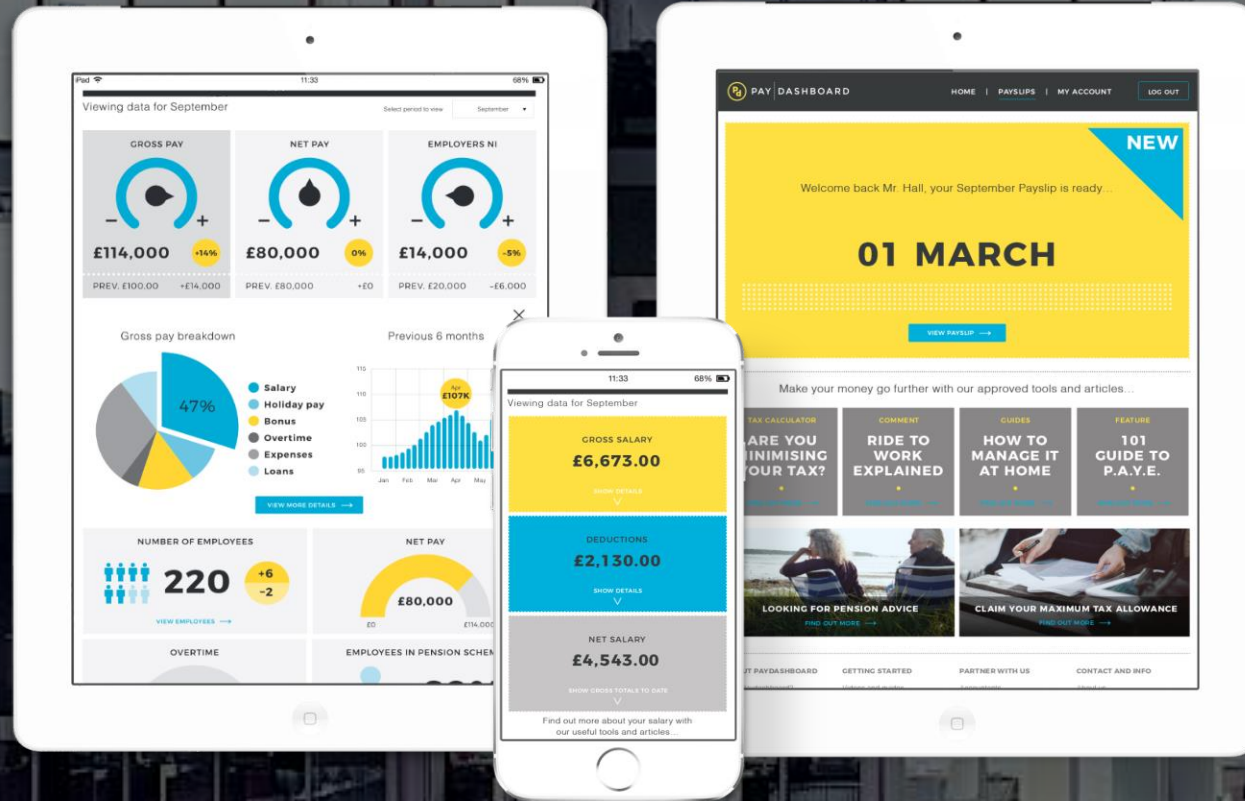 iPad
11:33
68%
Viewing data for September
Select period to view
September
GROSS PAY
− +
£114,000
+14%
PREV. £100.00 +£14,000
NET PAY
− +
£80,000
0%
PREV. £80,000 +£0
EMPLOYERS NI
− +
£14,000
-5%
PREV. £20,000 -£6,000
Gross pay breakdown
47%
Salary
Holiday pay
Bonus
Overtime
Expenses
Loans
VIEW MORE DETAILS
Previous 6 months
115
110
105
100
95
Apr
£107K
Jan Feb Mar Apr May
NUMBER OF EMPLOYEES
220
+6
-2
VIEW EMPLOYEES
NET PAY
£80,000
£0 £114,000
OVERTIME
EMPLOYEES IN PENSION SCHEM
11:33
68%
Viewing data for September
GROSS SALARY
£6,673.00
SHOW DETAILS
DEDUCTIONS
£2,130.00
SHOW DETAILS
NET SALARY
£4,543.00
SHOW GROSS TOTALS TO DATE
Find out more about your salary with
our useful tools and articles...
Pd PAY DASHBOARD
HOME | PAYSLIPS | MY ACCOUNT
LOG OUT
NEW
Welcome back Mr. Hall, your September Payslip is ready...
01 MARCH
VIEW PAYSLIP
Make your money go further with our approved tools and articles...
TAX CALCULATOR
ARE YOU
MINIMISING
YOUR TAX?
COMMENT
RIDE TO
WORK
EXPLAINED
GUIDES
HOW TO
MANAGE IT
AT HOME
FEATURE
101
GUIDE TO
P.A.Y.E.
LOOKING FOR PENSION ADVICE
FIND OUT MORE
CLAIM YOUR MAXIMUM TAX ALLOWANCE
FIND OUT MORE
UT PAYDASHBOARD
GETTING STARTED
PARTNER WITH US
CONTACT AND INFO